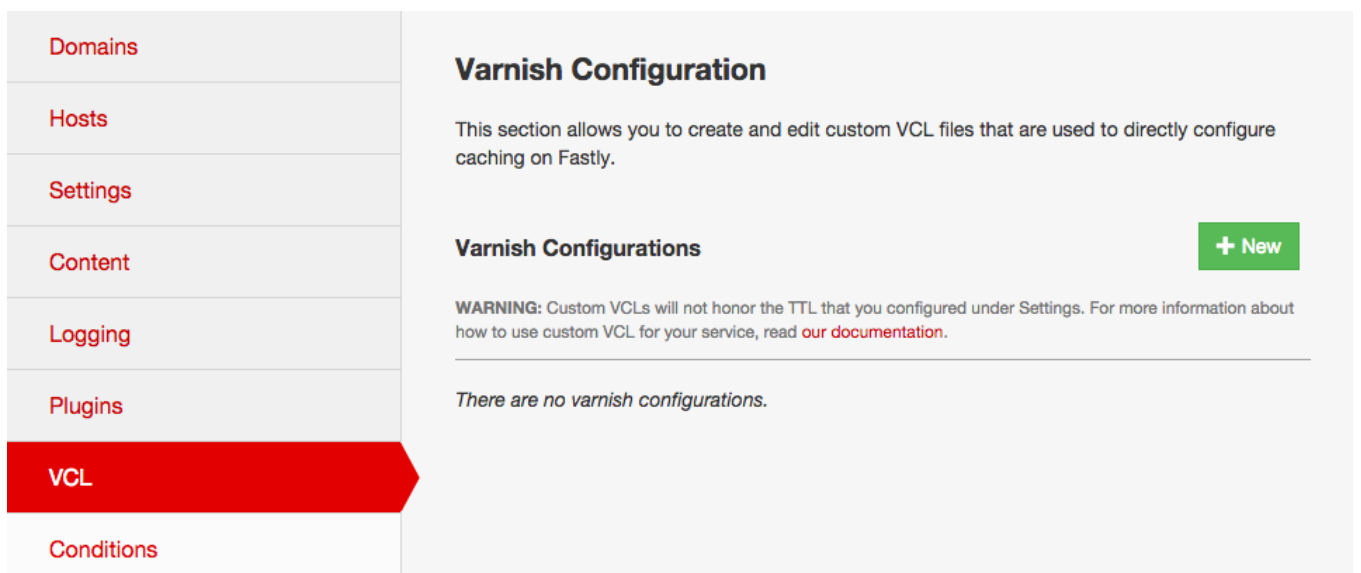 Domains
Hosts
Settings
Content
Logging
Plugins
VCL
Conditions
Varnish Configuration
This section allows you to create and edit custom VCL files that are used to directly configure
caching on Fastly.
Varnish Configurations
+ New
WARNING: Custom VCLs will not honor the TTL that you configured under Settings. For more information about
how to use custom VCL for your service, read our documentation.
There are no varnish configurations.